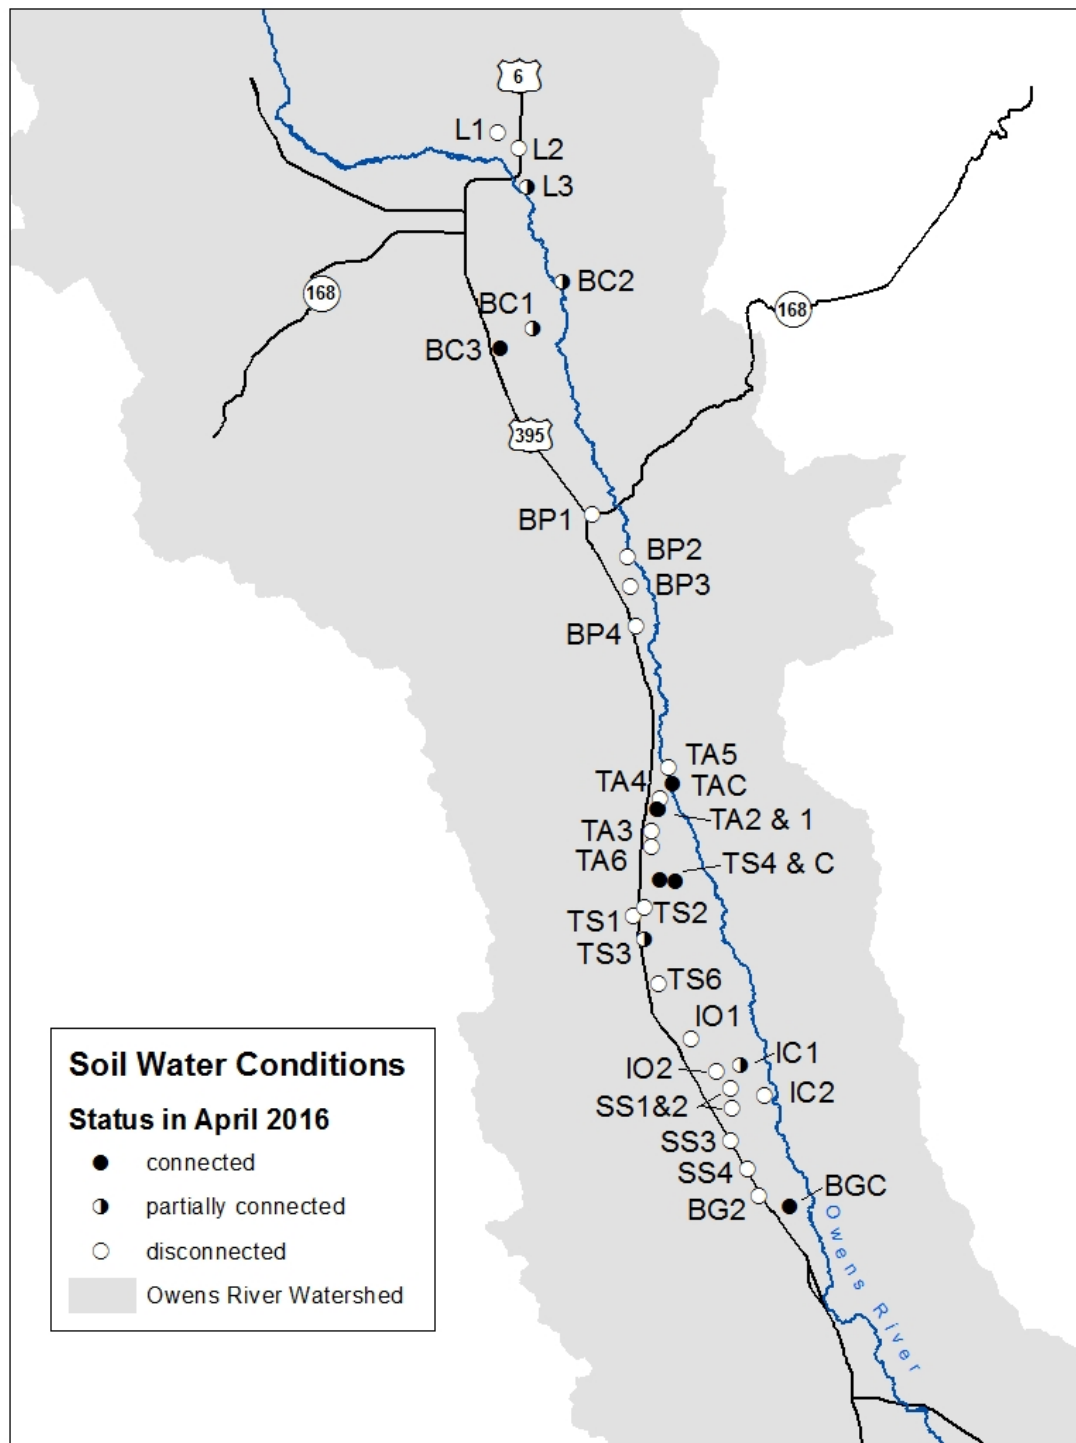 6
L1
L2
L3
BC2
168
BC1
168
BC3
395
BP1
BP2
BP3
BP4
TA5
TA4
TAC
TA2 & 1
TA3
TA6
TS4 & C
TS2
TS1
TS3
TS6
IO1
IC1
IO2
IC2
SS1&2
SS3
SS4
BGC
BG2
Owens River
Soil Water Conditions
Status in April 2016
connected
partially connected
disconnected
Owens River Watershed